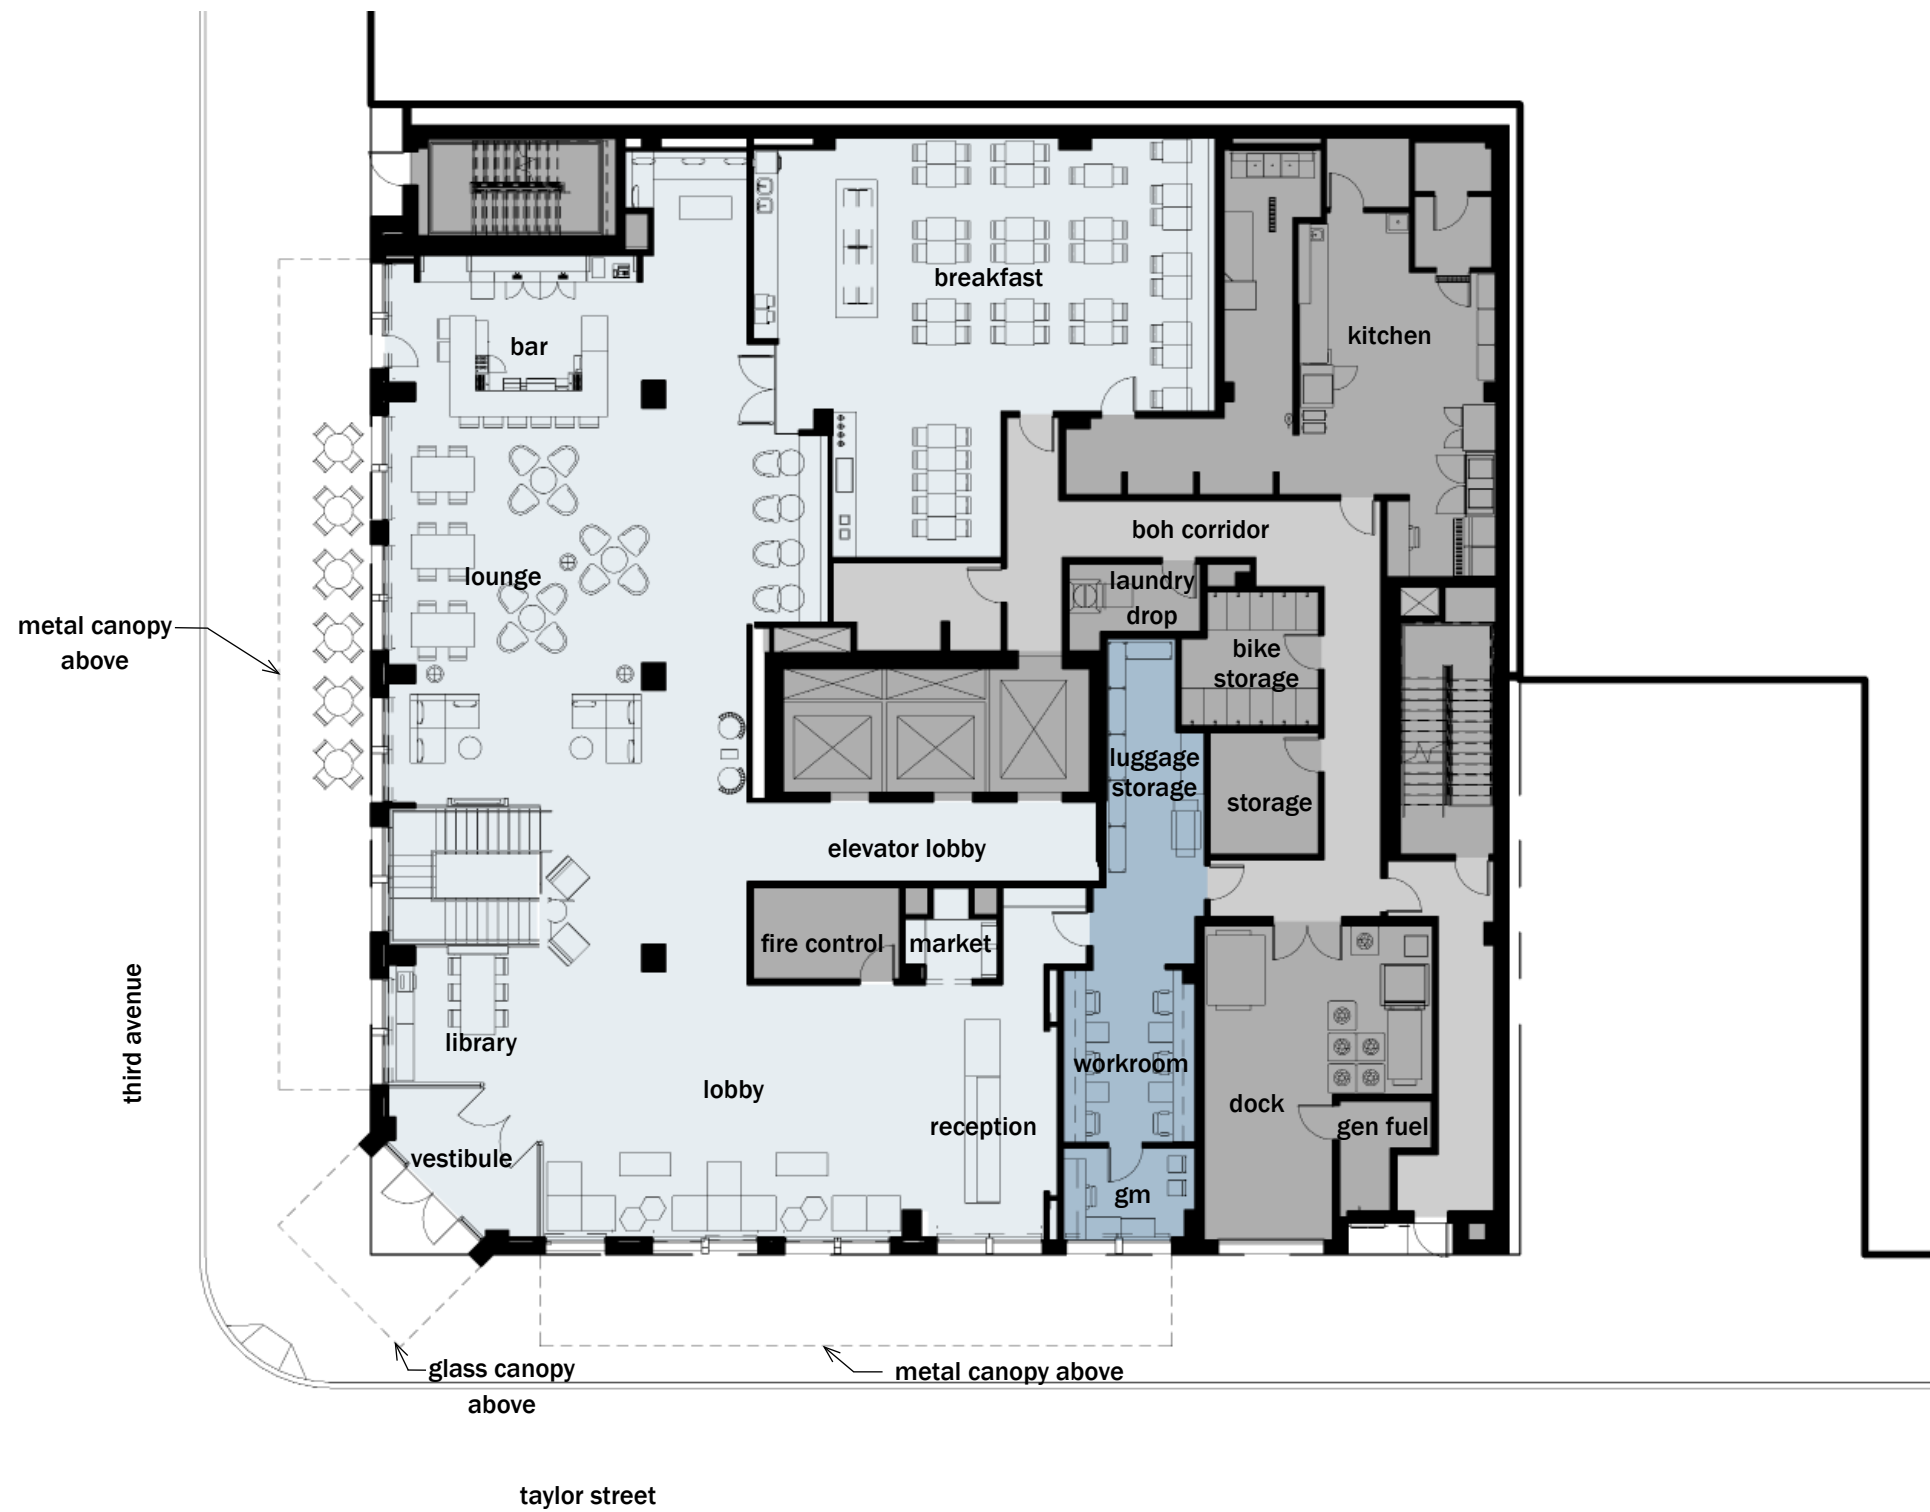 breakfast
kitchen
bar
boh corridor
lounge
laundry
drop
metal canopy
above
bike
storage
luggage
storage
storage
elevator lobby
fire control
market
third avenue
library
workroom
lobby
dock
reception
gen fuel
vestibule
gm
glass canopy
above
metal canopy above
taylor street